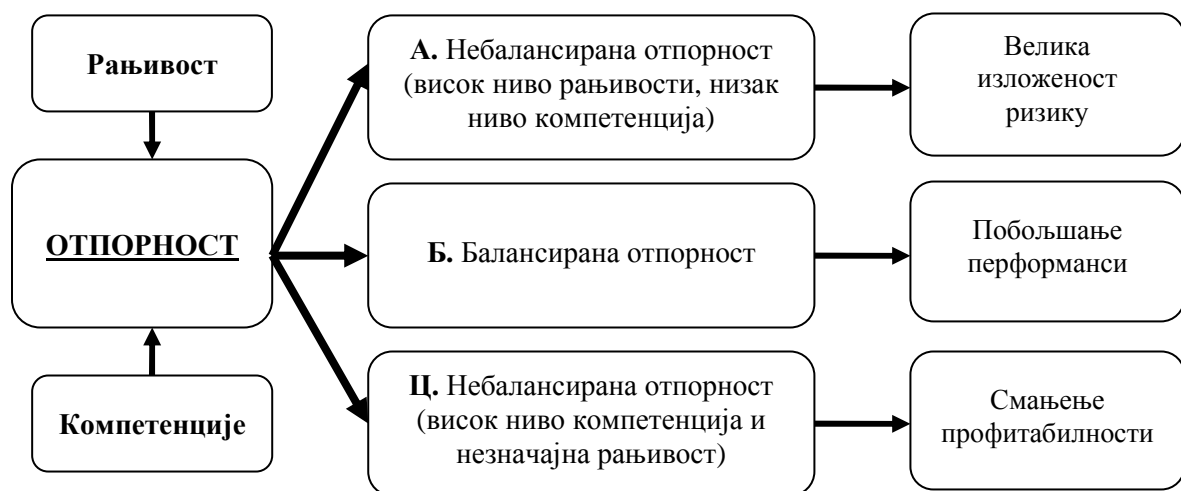 Рањивост
ОТПОРНОСТ
Компетенције
А. Небалансирана отпорност
(висок ниво рањивости, низак
ниво компетенција)
Б. Балансирана отпорност
Ц. Небалансирана отпорност
(висок ниво компетенција и
незначајна рањивост)
Велика
изложеност
ризику
Побољшање
перформанси
Смањење
профитабилности